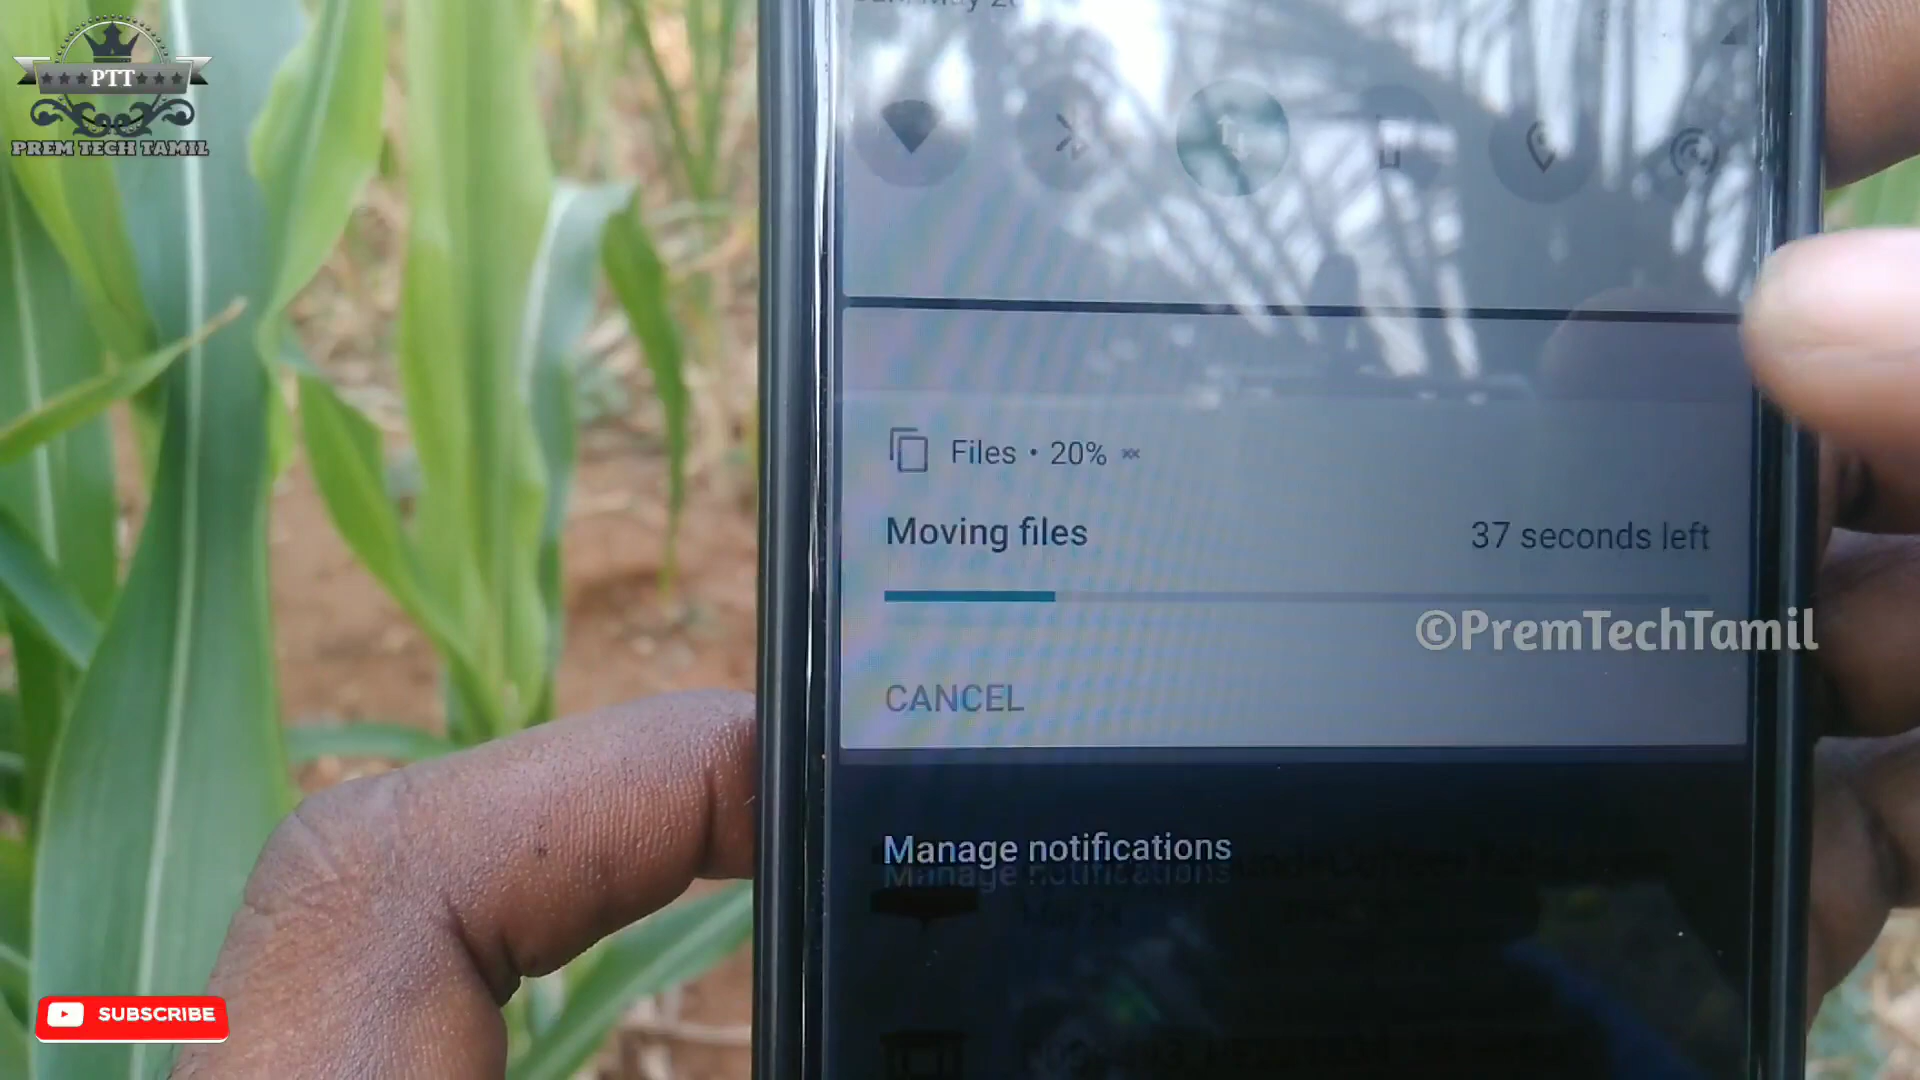 PTT
PREM TECH TAMIL
Files • 20%
Moving files
37 seconds left
©PremTechTamil
CANCEL
Manage notifications
SUBSCRIBE